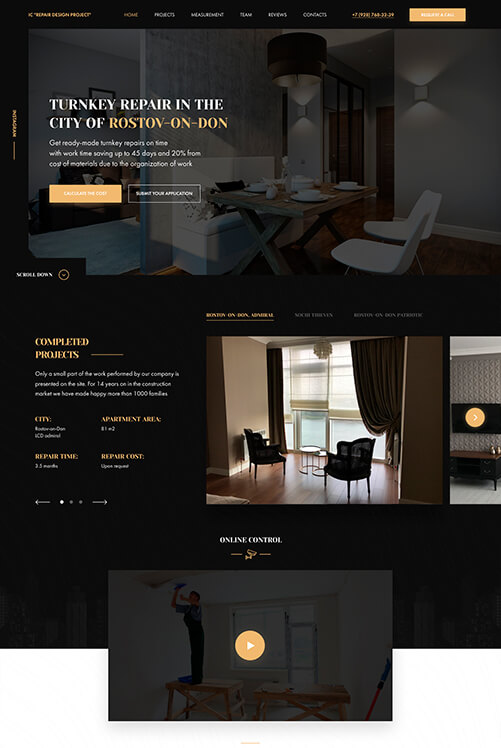 IC "REPAIR DESIGN PROJECT"
HOME
PROJECTS
MEASUREMENT
TEAM
REVIEWS
CONTACTS
+7 (928) 768-32-39
REQUEST A CALL
INSTAGRAM
TURNKEY REPAIR IN THE
CITY OF ROSTOV-ON-DON
Get ready-made turnkey repairs on time
with work time saving up to 45 days and 20% from
cost of materials due to the organization of work
CALCULATE THE COST
SUBMIT YOUR APPLICATION
SCROLL DOWN
ROSTOV-ON-DON, ADMIRAL
SOCHI THIEVES
ROSTOV-ON-DON PATRIOTIC
COMPLETED
PROJECTS
Only a small part of the work performed by our company is
presented on the site. For 14 years on in the construction
market we have made happy more than 1000 families
CITY:
Rostov-on-Don
LCD admiral
APARTMENT AREA:
81 m2
REPAIR TIME:
3.5 months
REPAIR COST:
Upon request
ONLINE CONTROL